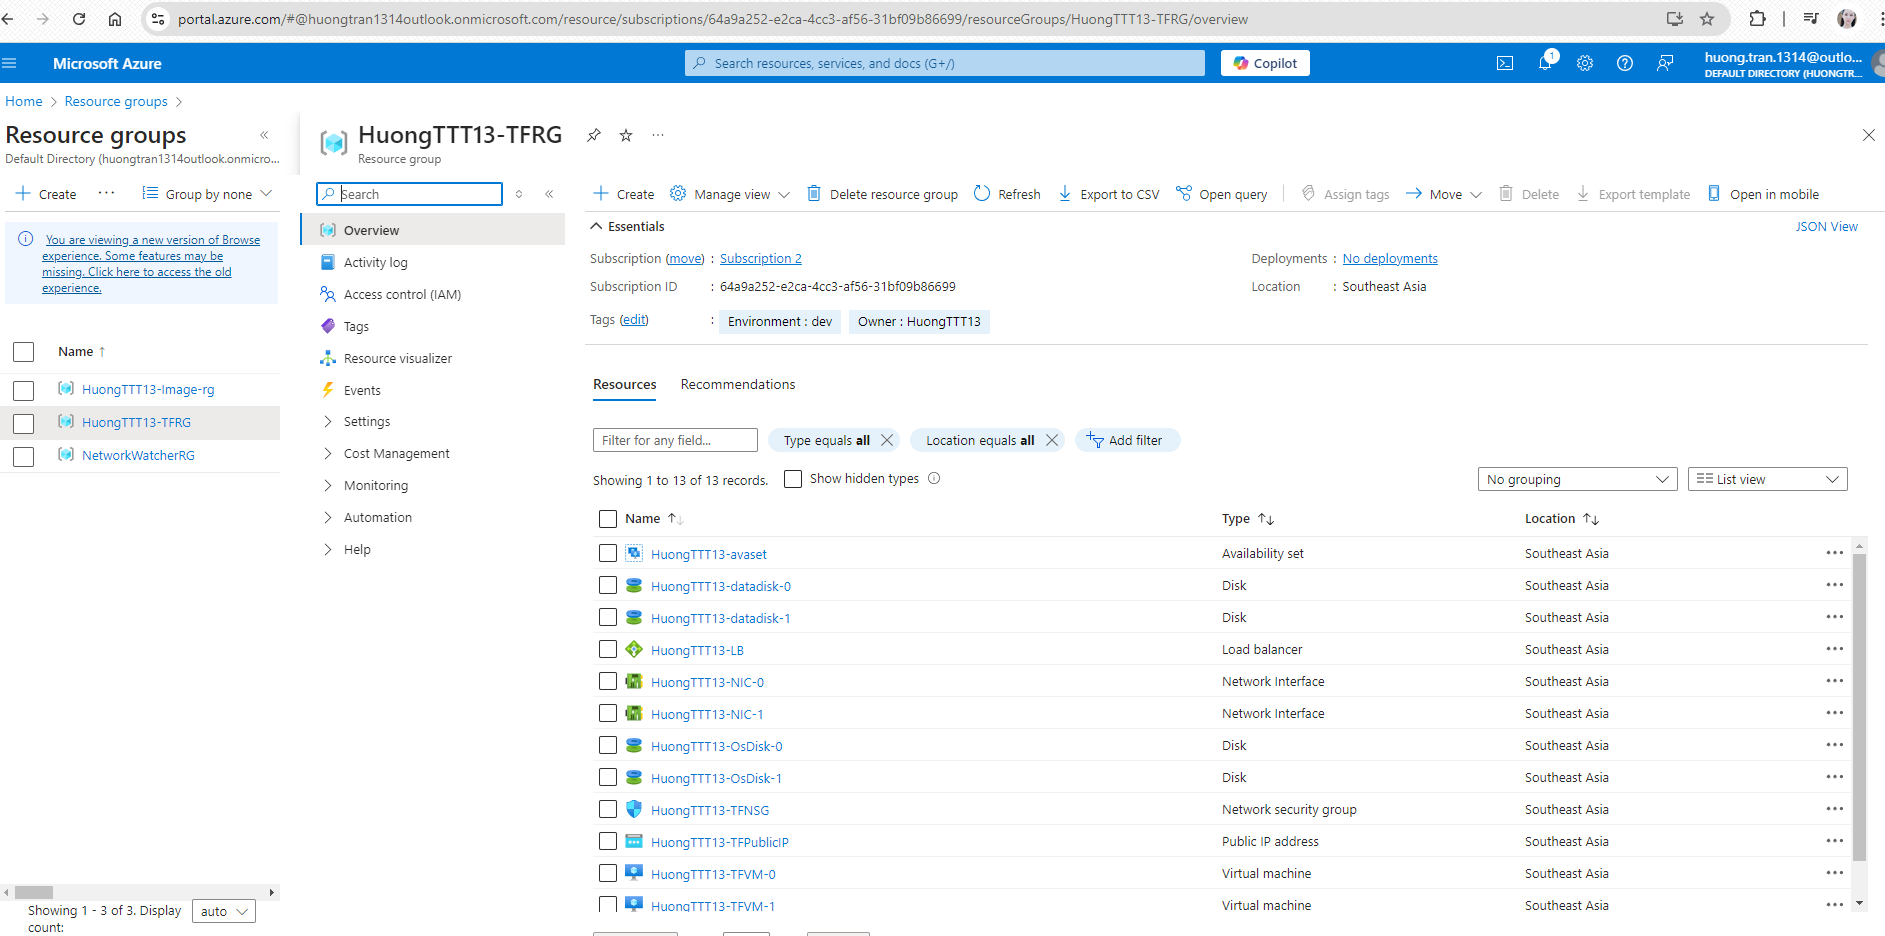 portal.azure.com/#@huongtran1314outlook.onmicrosoft.com/resource/subscriptions/64a9a252-e2ca-4cc3-af56-31bf09b86699/resourceGroups/HuongTTT13-TFRG/overview
Microsoft Azure
Search resources, services, and docs (G+/)
Copilot
1
huong.tran.1314@outlo...
DEFAULT DIRECTORY (HUONGTR...
Home > Resource groups >
Resource groups
Default Directory (huongtran1314outlook.onmicro...
Create
Group by none
You are viewing a new version of Browse
experience. Some features may be
missing. Click here to access the old
experience.
Name
HuongTTT13-Image-rg
HuongTTT13-TFRG
NetworkWatcherRG
Showing 1 - 3 of 3. Display
count:
auto
HuongTTT13-TFRG
Resource group
Search
Overview
Activity log
Access control (IAM)
Tags
Resource visualizer
Events
Settings
Cost Management
Monitoring
Automation
Help
Create
Manage view
Delete resource group
Refresh
Export to CSV
Open query
Assign tags
Move
Delete
Export template
Open in mobile
Essentials
JSON View
Subscription (move) : Subscription 2
Subscription ID : 64a9a252-e2ca-4cc3-af56-31bf09b86699
Tags (edit) : Environment : dev Owner : HuongTTT13
Deployments : No deployments
Location : Southeast Asia
Resources Recommendations
Filter for any field...
Type equals all
Location equals all
Add filter
Showing 1 to 13 of 13 records.
Show hidden types
No grouping
List view
Name Type Location
HuongTTT13-avaset Availability set Southeast Asia
HuongTTT13-datadisk-0 Disk Southeast Asia
HuongTTT13-datadisk-1 Disk Southeast Asia
HuongTTT13-LB Load balancer Southeast Asia
HuongTTT13-NIC-0 Network Interface Southeast Asia
HuongTTT13-NIC-1 Network Interface Southeast Asia
HuongTTT13-OsDisk-0 Disk Southeast Asia
HuongTTT13-OsDisk-1 Disk Southeast Asia
HuongTTT13-TFNSG Network security group Southeast Asia
HuongTTT13-TFPublicIP Public IP address Southeast Asia
HuongTTT13-TFVM-0 Virtual machine Southeast Asia
HuongTTT13-TFVM-1 Virtual machine Southeast Asia